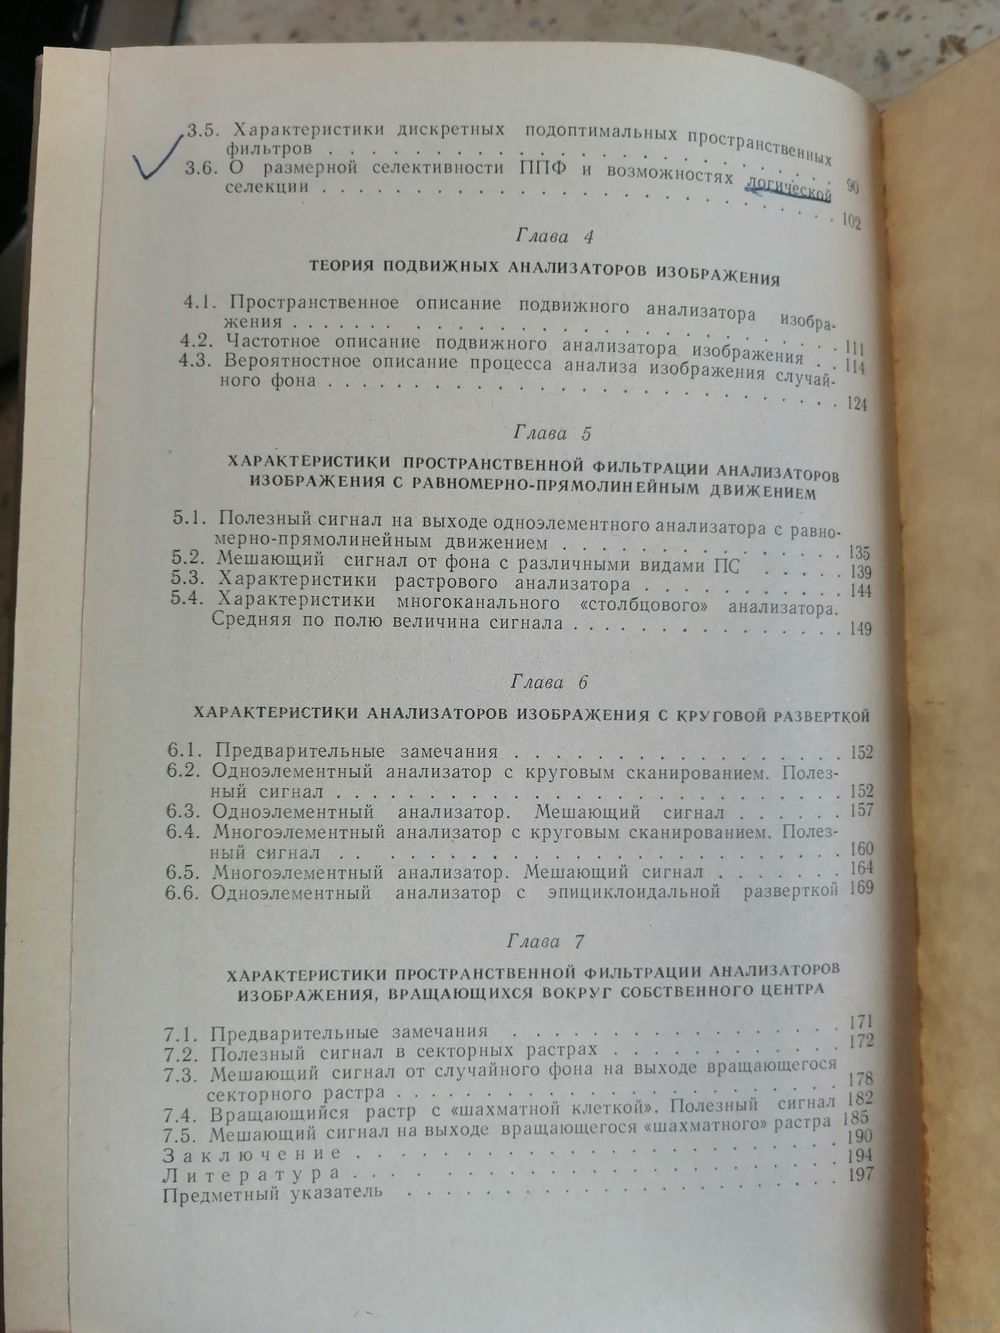 3.5. Характеристики дискретных подоптимальных пространственных
фильтров . . . . . . . . . . . . . . . . . . . . 90
3.6. О размерной селективности ППФ и возможностях логической
селекции . . . . . . . . . . . . . . . . . . . . 102
Глава 4
ТЕОРИЯ ПОДВИЖНЫХ АНАЛИЗАТОРОВ ИЗОБРАЖЕНИЯ
4.1. Пространственное описание подвижного анализатора изобра-
жения . . . . . . . . . . . . . . . . . . . . 111
4.2. Частотное описание подвижного анализатора изображения . . 114
4.3. Вероятностное описание процесса анализа изображения случай-
ного фона . . . . . . . . . . . . . . . . . . . . 124
Глава 5
ХАРАКТЕРИСТИКИ ПРОСТРАНСТВЕННОЙ ФИЛЬТРАЦИИ АНАЛИЗАТОРОВ
ИЗОБРАЖЕНИЯ С РАВНОМЕРНО-ПРЯМОЛИНЕЙНЫМ ДВИЖЕНИЕМ
5.1. Полезный сигнал на выходе одноэлементного анализатора с равно-
мерно-прямолинейным движением . . . . . . . . . . . 135
5.2. Мешающий сигнал от фона с различными видами ПС . . . . 139
5.3. Характеристики растрового анализатора . . . . . . . . . 144
5.4. Характеристики многоканального «столбцового» анализатора.
Средняя по полю величина сигнала . . . . . . . . . . . . 149
Глава 6
ХАРАКТЕРИСТИКИ АНАЛИЗАТОРОВ ИЗОБРАЖЕНИЯ С КРУГОВОЙ РАЗВЕРТКОЙ
6.1. Предварительные замечания . . . . . . . . . . . . . . . 152
6.2. Одноэлементный анализатор с круговым сканированием. Полез-
ный сигнал . . . . . . . . . . . . . . . . . . . . 152
6.3. Одноэлементный анализатор. Мешающий сигнал . . . . . . 157
6.4. Многоэлементный анализатор с круговым сканированием. Полез-
ный сигнал . . . . . . . . . . . . . . . . . . . . 160
6.5. Многоэлементный анализатор. Мешающий сигнал . . . . . . 164
6.6. Одноэлементный анализатор с эпициклоидальной разверткой 169
Глава 7
ХАРАКТЕРИСТИКИ ПРОСТРАНСТВЕННОЙ ФИЛЬТРАЦИИ АНАЛИЗАТОРОВ
ИЗОБРАЖЕНИЯ, ВРАЩАЮЩИХСЯ ВОКРУГ СОБСТВЕННОГО ЦЕНТРА
7.1. Предварительные замечания . . . . . . . . . . . . . . . 171
7.2. Полезный сигнал в секторных растрах . . . . . . . . . . 172
7.3. Мешающий сигнал от случайного фона на выходе вращающегося
секторного растра . . . . . . . . . . . . . . . . . . 178
7.4. Вращающийся растр с «шахматной клеткой». Полезный сигнал 182
7.5. Мешающий сигнал на выходе вращающегося «шахматного» растра 185
Заключение . . . . . . . . . . . . . . . . . . . . 190
Литература . . . . . . . . . . . . . . . . . . . . 194
Предметный указатель . . . . . . . . . . . . . . . . . . 197